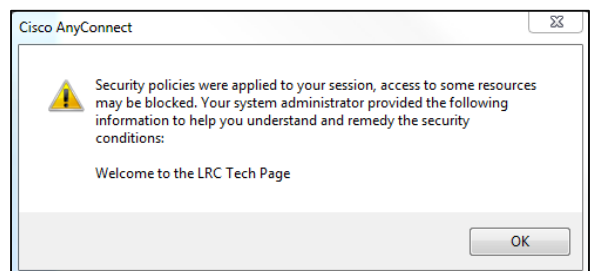 Cisco AnyConnect
Security policies were applied to your session, access to some resources
may be blocked. Your system administrator provided the following
information to help you understand and remedy the security
conditions:
Welcome to the LRC Tech Page
OK